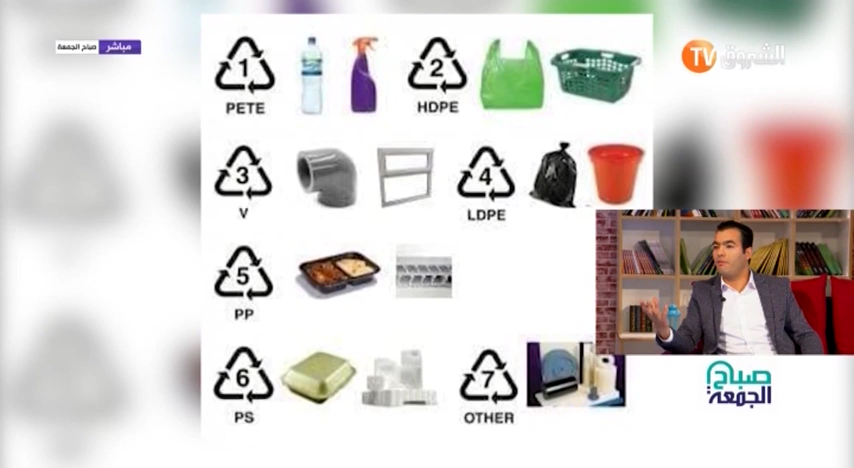 صباح الجمعة مباشر
الشروق TV
1
PETE
2
HDPE
3
V
4
LDPE
5
PP
6
PS
7
OTHER
صباح
الجمعة